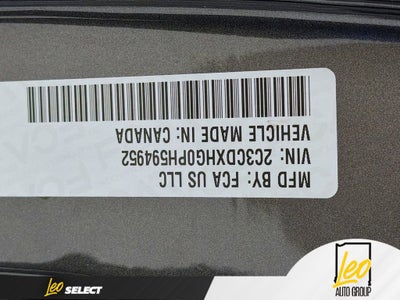 MFD BY: FCA US LLC
VIN: 2C3CDXHG0PH594952
VEHICLE MADE IN: CANADA
Leo SELECT
Leo
AUTO GROUP